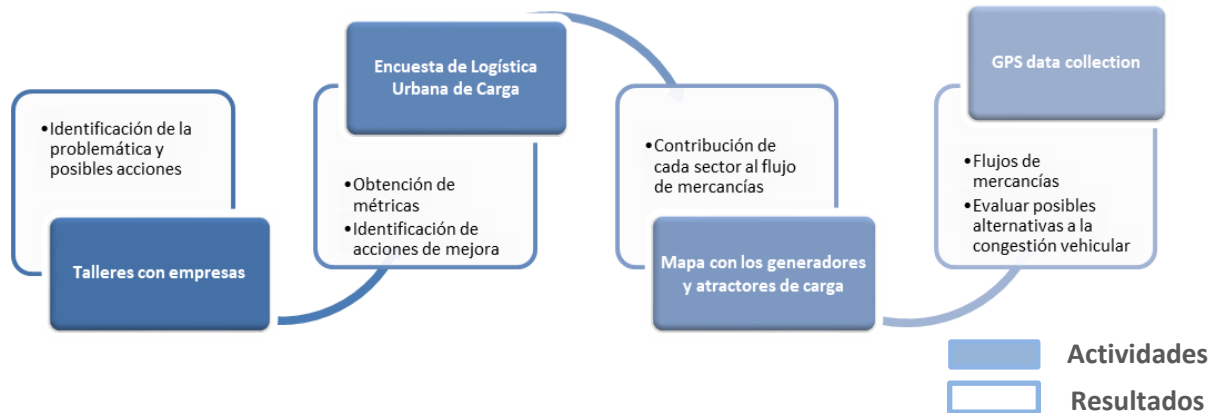 •Identificación de la
problemática y
posibles acciones
Talleres con empresas
Encuesta de Logística
Urbana de Carga
•Obtención de
métricas
•Identificación de
acciones de mejora
•Contribución de
cada sector al flujo
de mercancías
Mapa con los generadores
y atractores de carga
GPS data collection
•Flujos de
mercancías
•Evaluar posibles
alternativas a la
congestión vehicular
Actividades
Resultados